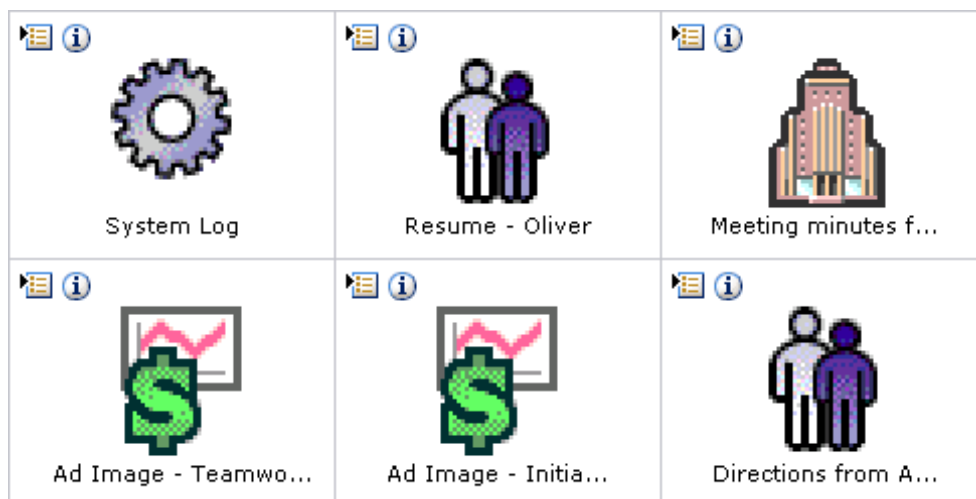 System Log
Resume - Oliver
Meeting minutes f...
Ad Image - Teamwo...
Ad Image - Initia...
Directions from A...